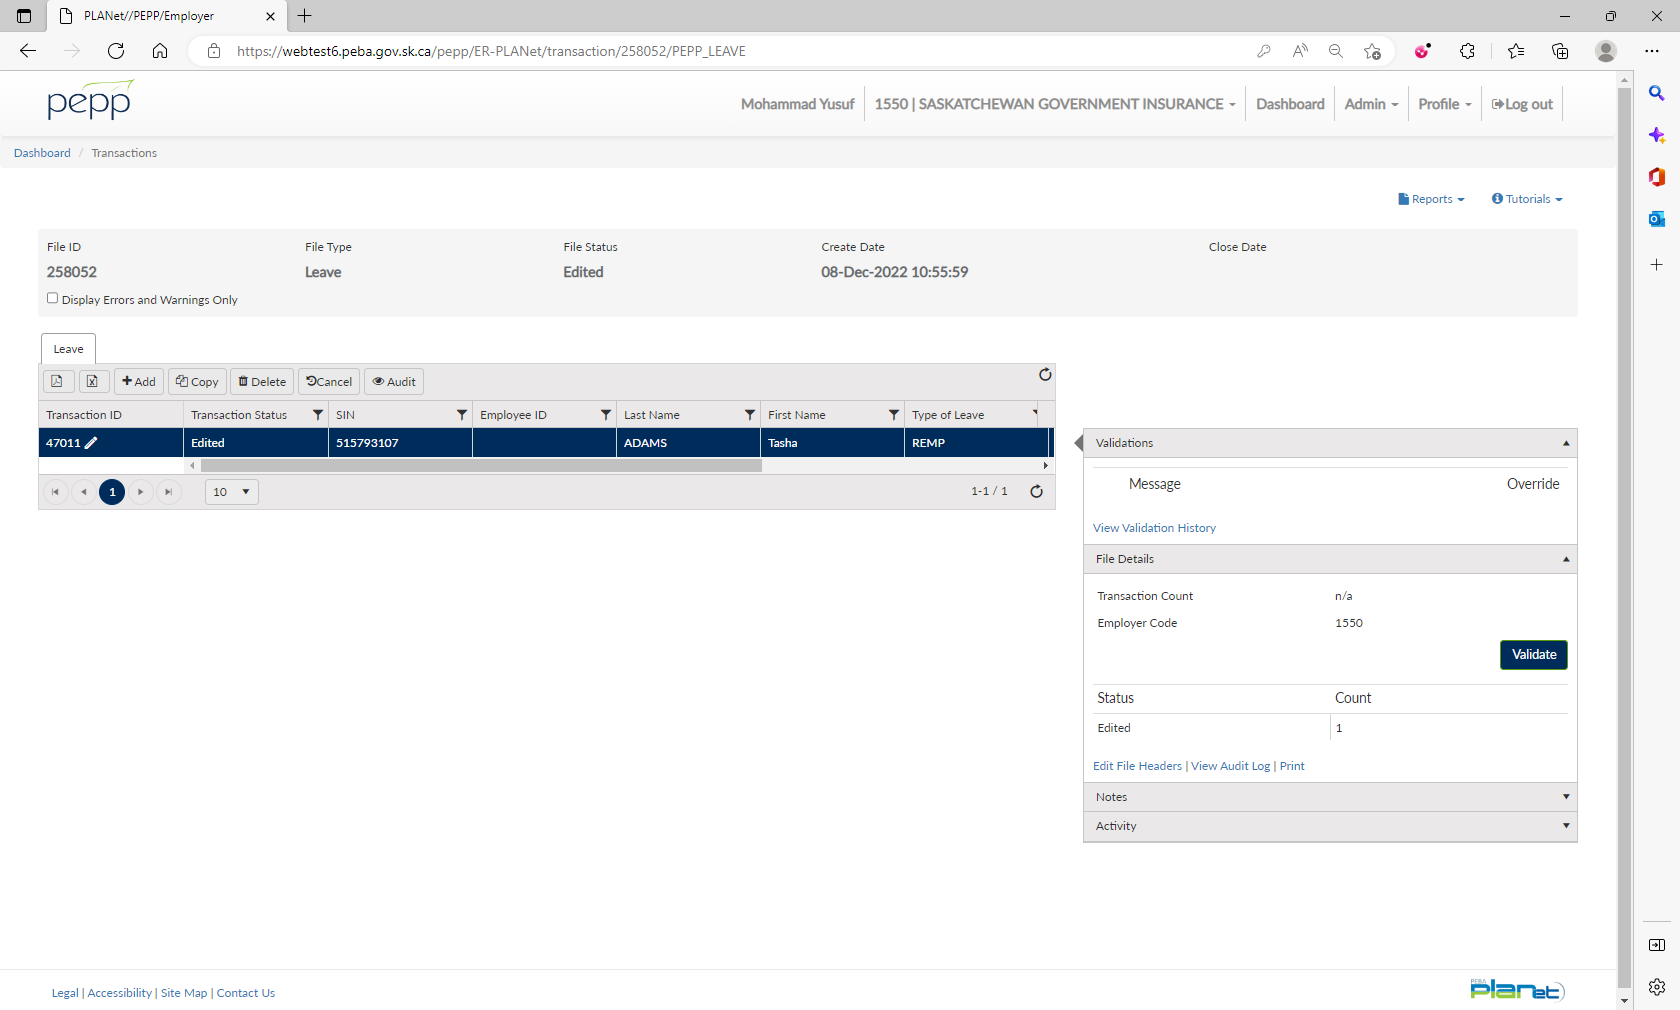 PLANet//PEPP/Employer
https://webtest6.peba.gov.sk.ca/pepp/ER-PLANet/transaction/258052/PEPP_LEAVE
pepp
Mohammad Yusuf
1550 | SASKATCHEWAN GOVERNMENT INSURANCE
Dashboard
Admin
Profile
Log out
Dashboard / Transactions
Reports
Tutorials
File ID
File Type
File Status
Create Date
Close Date
258052
Leave
Edited
08-Dec-2022 10:55:59
Display Errors and Warnings Only
Leave
Add
Copy
Delete
Cancel
Audit
Transaction ID
Transaction Status
SIN
Employee ID
Last Name
First Name
Type of Leave
47011
Edited
515793107
ADAMS
Tasha
REMP
1
10
1-1 / 1
Validations
Message
Override
View Validation History
File Details
Transaction Count
n/a
Employer Code
1550
Validate
Status
Count
Edited
1
Edit File Headers | View Audit Log | Print
Notes
Activity
Legal | Accessibility | Site Map | Contact Us
PEBA
planet